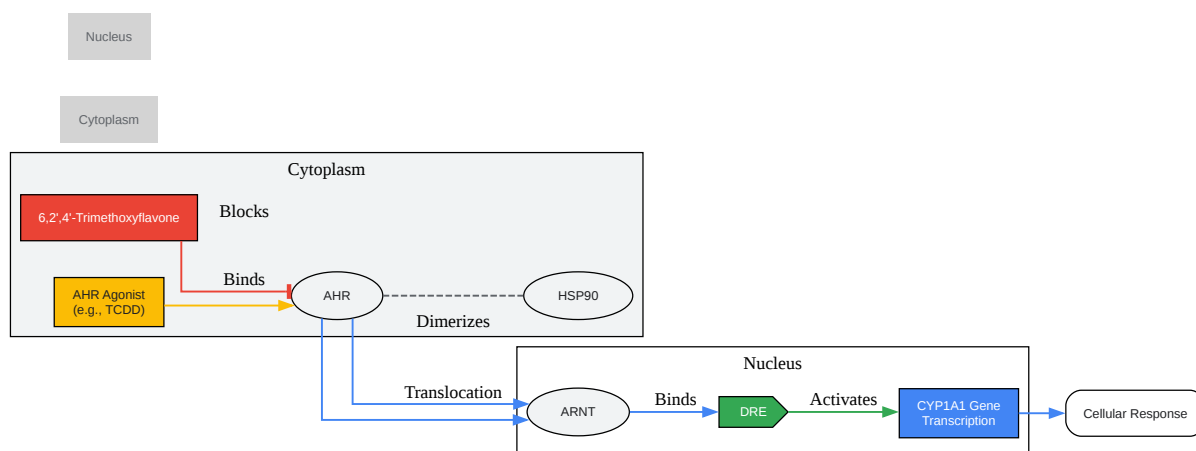 Nucleus
Cytoplasm
Cytoplasm
6,2',4'-Trimethoxyflavone
Blocks
Binds
AHR Agonist
(e.g., TCDD)
AHR
HSP90
Dimerizes
Nucleus
Translocation
ARNT
Binds
DRE
Activates
CYP1A1 Gene
Transcription
Cellular Response